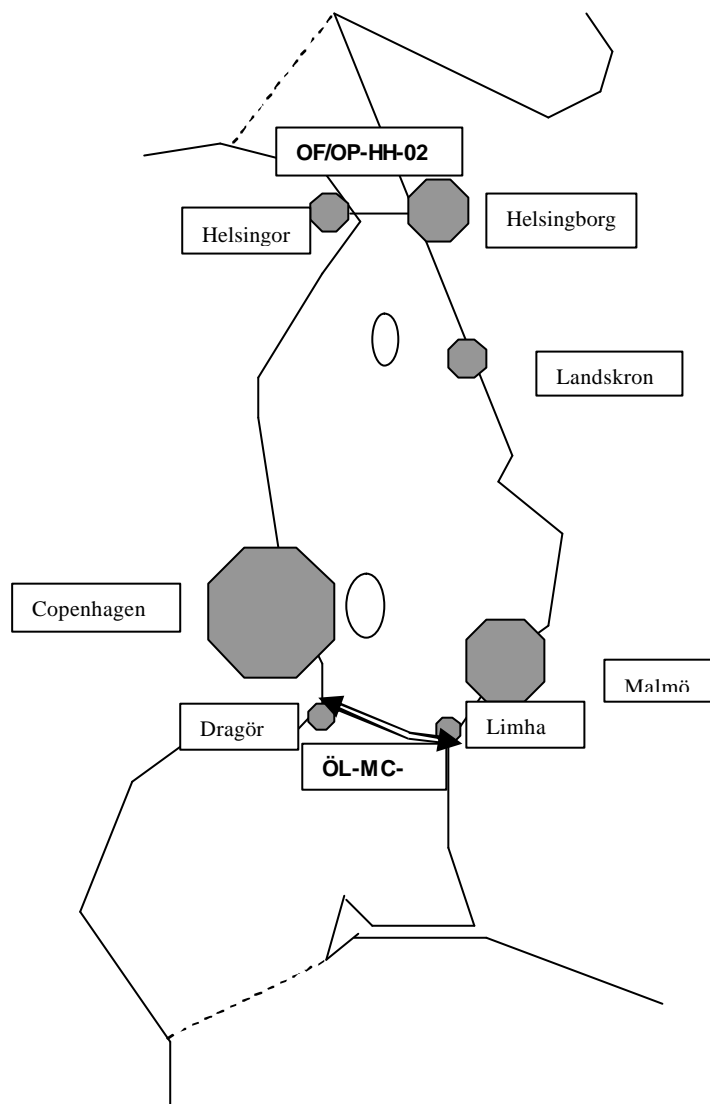 OF/OP-HH-02
Helsingor
Helsingborg
Landskron
Copenhagen
Malmö
Dragör
Limha
ÖL-MC-